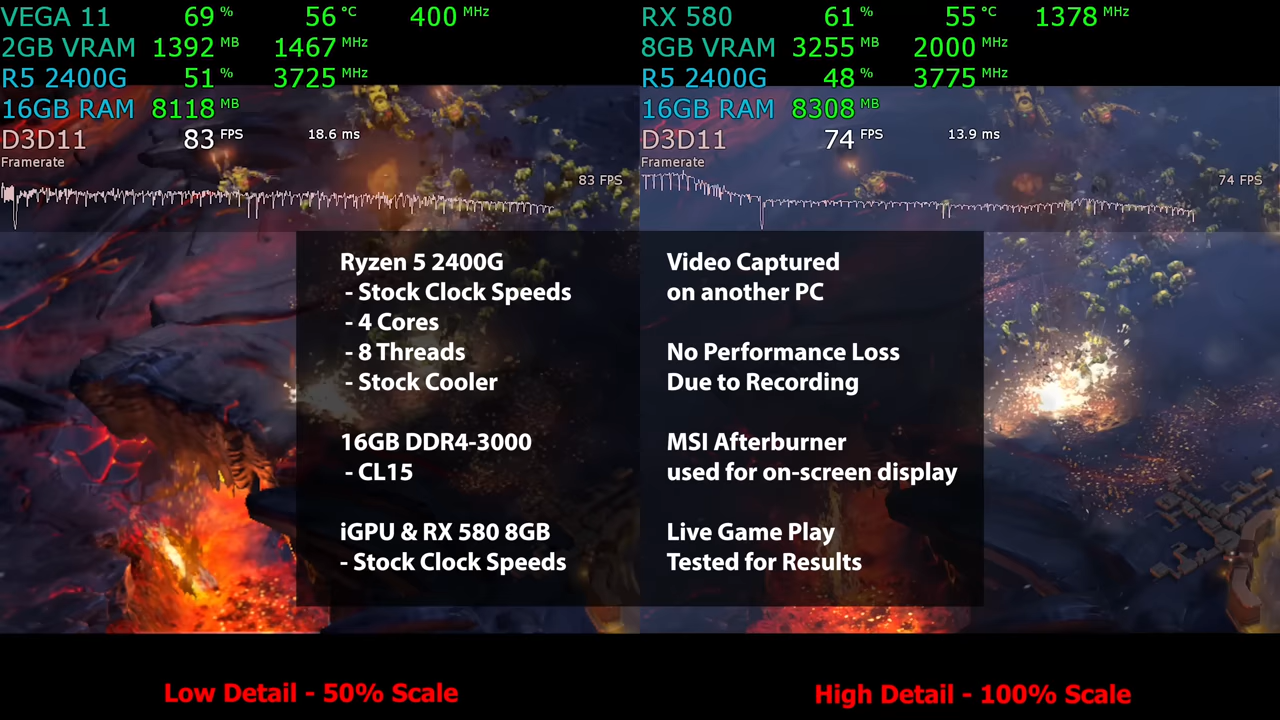 VEGA 11 69 % 56 °C 400 MHz
2GB VRAM 1392 MB 1467 MHz
R5 2400G 51 % 3725 MHz
16GB RAM 8118 MB
D3D11 83 FPS 18.6 ms
Framerate
83 FPS
RX 580 61 % 55 °C 1378 MHz
8GB VRAM 3255 MB 2000 MHz
R5 2400G 48 % 3775 MHz
16GB RAM 8308 MB
D3D11 74 FPS 13.9 ms
Framerate
74 FPS
Ryzen 5 2400G
- Stock Clock Speeds
- 4 Cores
- 8 Threads
- Stock Cooler
16GB DDR4-3000
- CL15
iGPU & RX 580 8GB
- Stock Clock Speeds
Video Captured
on another PC
No Performance Loss
Due to Recording
MSI Afterburner
used for on-screen display
Live Game Play
Tested for Results
Low Detail - 50% Scale
High Detail - 100% Scale